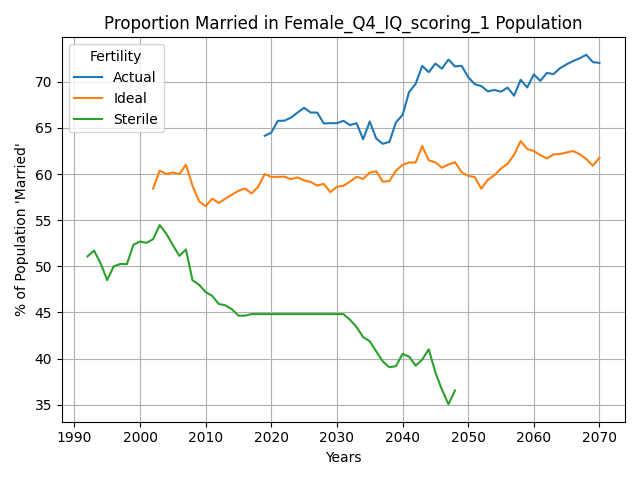 Proportion Married in Female_Q4_IQ_scoring_1 Population
% of Population 'Married'
70
65
60
55
50
45
40
35
Fertility
Actual
Ideal
Sterile
1990 2000 2010 2020 2030 2040 2050 2060 2070
Years